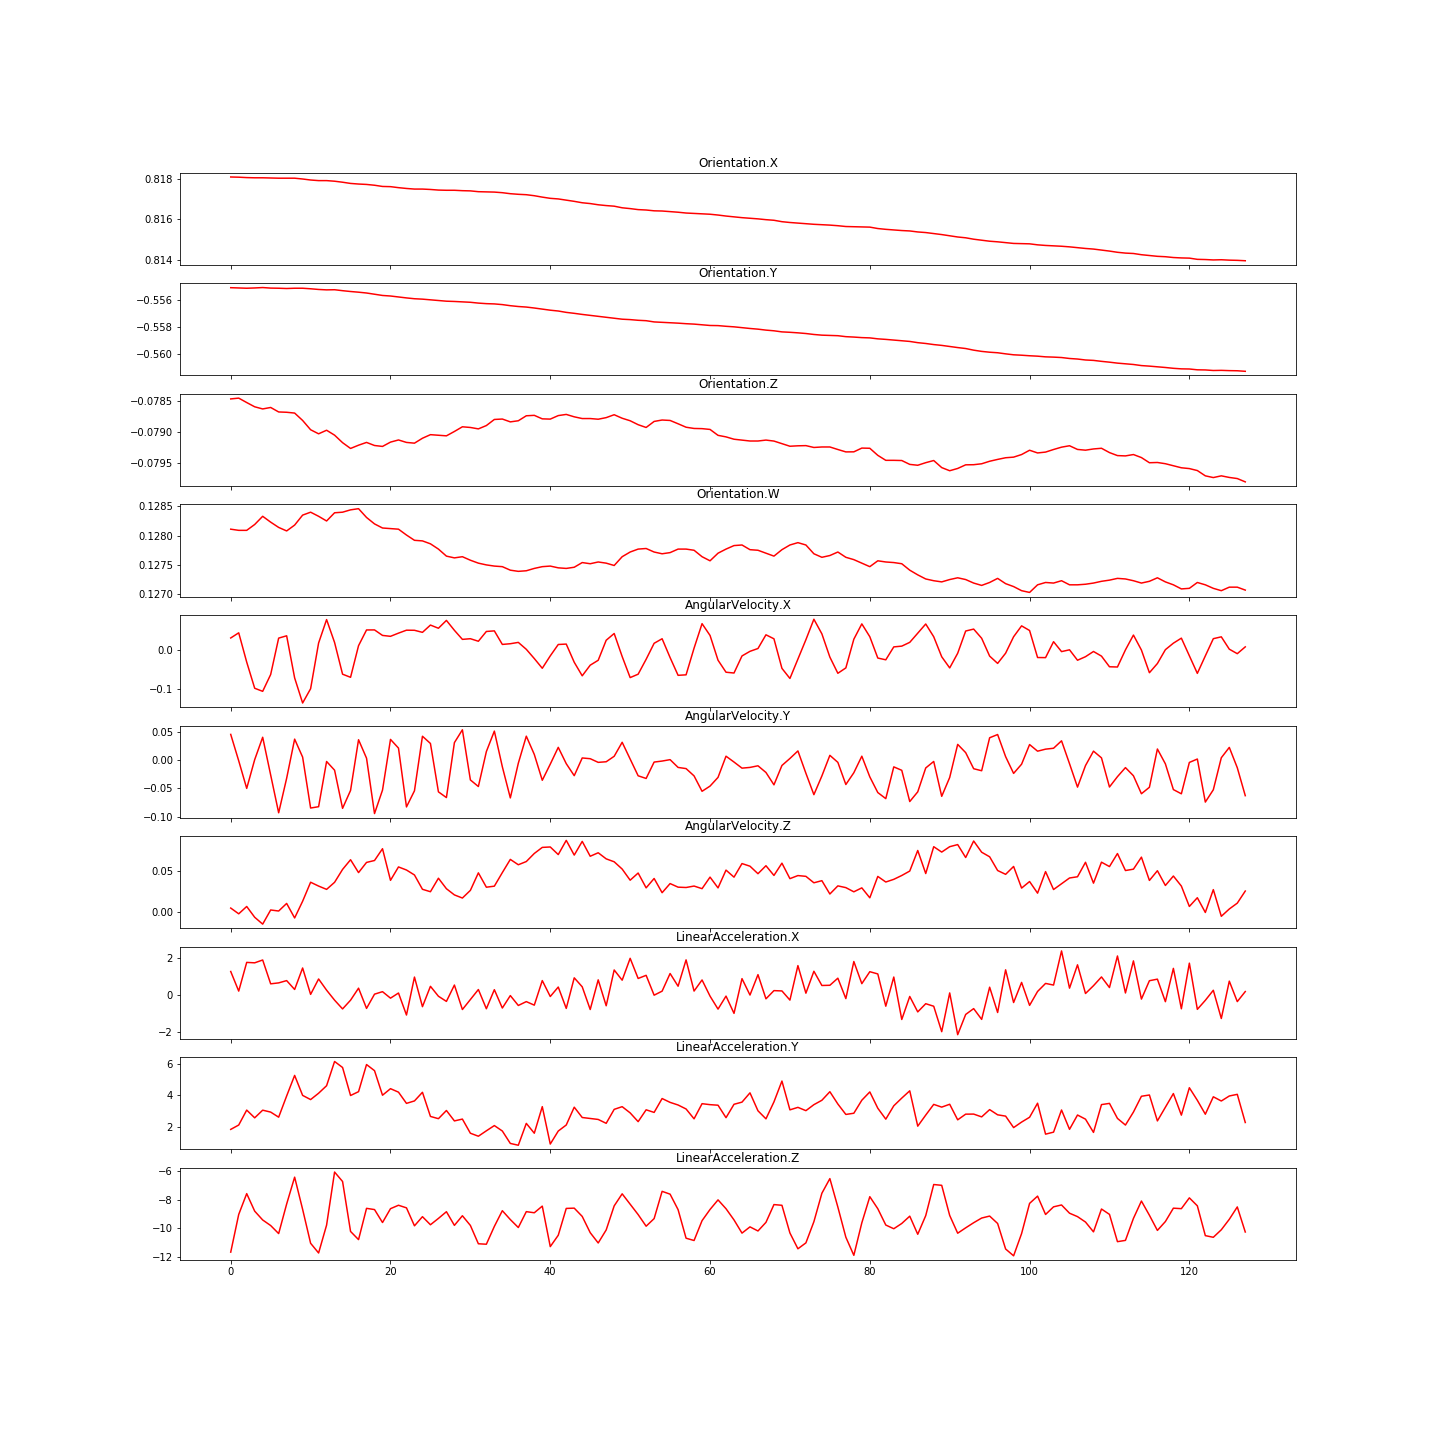 Orientation.X
0.818
0.816
0.814
Orientation.Y
−0.556
−0.558
−0.560
Orientation.Z
−0.0785
−0.0790
−0.0795
Orientation.W
0.1285
0.1280
0.1275
0.1270
AngularVelocity.X
0.0
−0.1
AngularVelocity.Y
0.05
0.00
−0.05
−0.10
AngularVelocity.Z
0.05
0.00
LinearAcceleration.X
2
0
−2
LinearAcceleration.Y
6
4
2
LinearAcceleration.Z
−6
−8
−10
−12
0 20 40 60 80 100 120